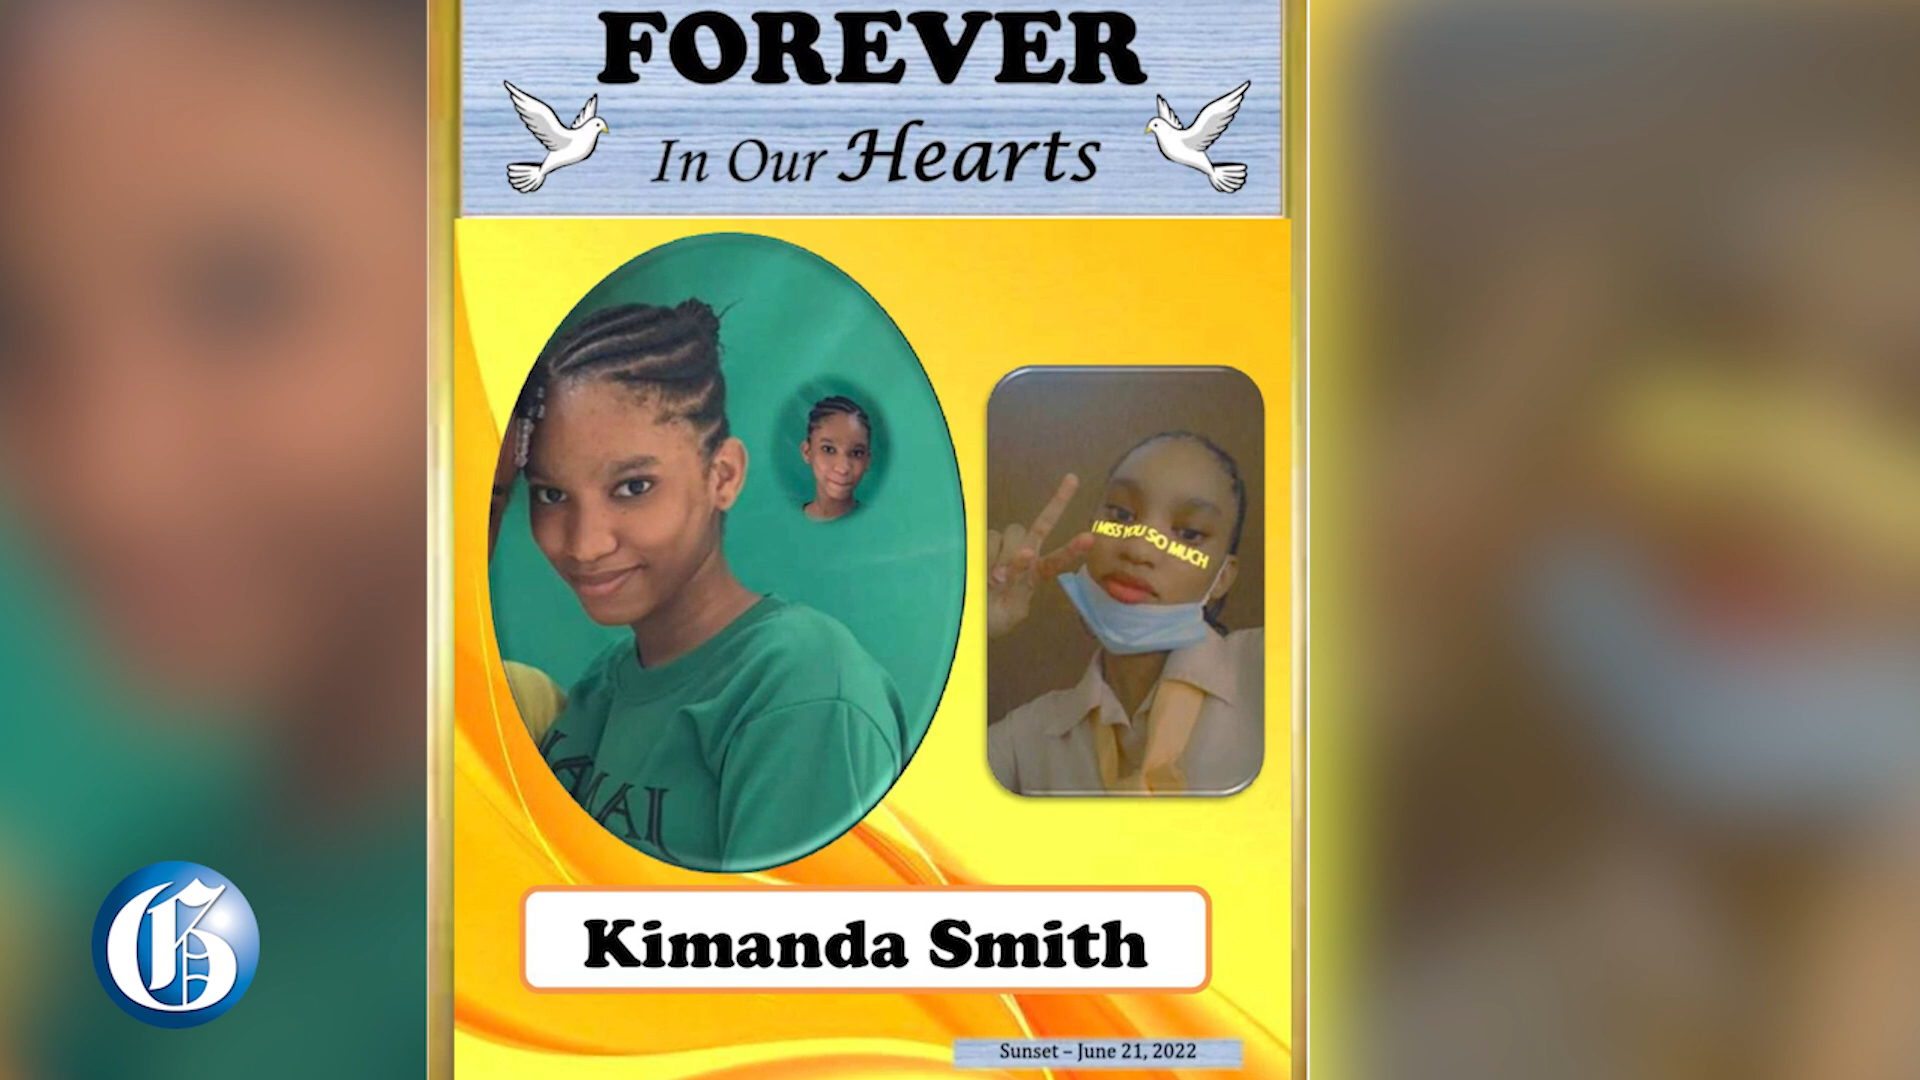 FOREVER
In Our Hearts
I MISS YOU SO MUCH
Kimanda Smith
Sunset – June 21, 2022
G